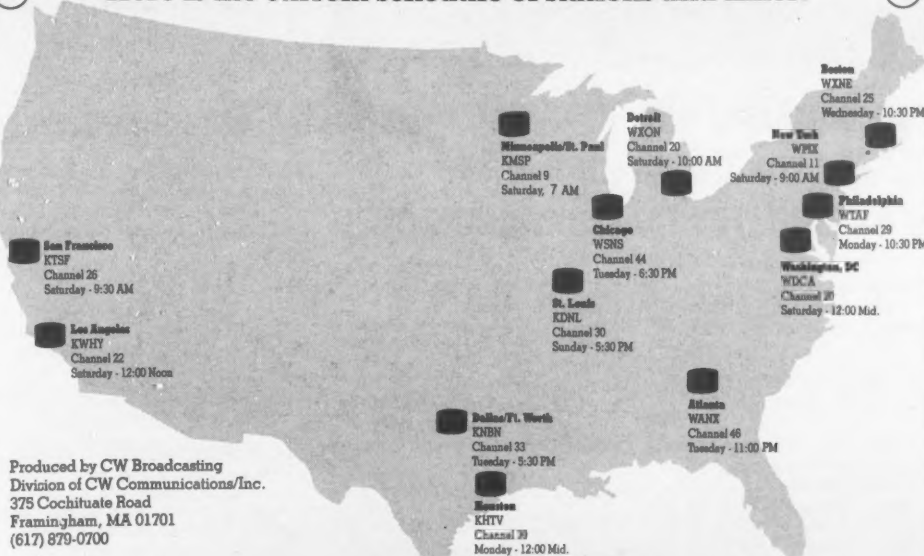 Boston
WXNE
Channel 25
Wednesday - 10:30 PM
Detroit
WXON
Channel 20
Saturday - 10:00 AM
Minneapolis/St. Paul
KMSP
Channel 9
Saturday, 7 AM
New York
WPIX
Channel 11
Saturday - 9:00 AM
Philadelphia
WTAF
Channel 29
Monday - 10:30 PM
Chicago
WSNS
Channel 44
Tuesday - 6:30 PM
San Francisco
KTSF
Channel 26
Saturday - 9:30 AM
Washington, DC
WDCA
Channel 20
Saturday - 12:00 Mid.
St. Louis
KDNL
Channel 30
Sunday - 5:30 PM
Los Angeles
KWHY
Channel 22
Saturday - 12:00 Noon
Atlanta
WANX
Channel 46
Tuesday - 11:00 PM
Dallas/Ft. Worth
KNBN
Channel 33
Tuesday - 5:30 PM
Houston
KHTV
Channel
Monday - 12:00 Mid.
Produced by CW Broadcasting
Division of CW Communications/Inc.
375 Cochituate Road
Framingham, MA 01701
(617) 879-0700